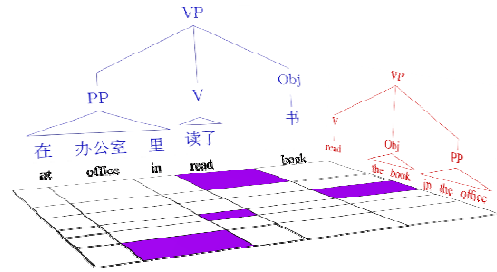 VP
PP V Obj
在 办公室 里 读了 书
at office in read book
VP
V Obj PP
read the book in the office